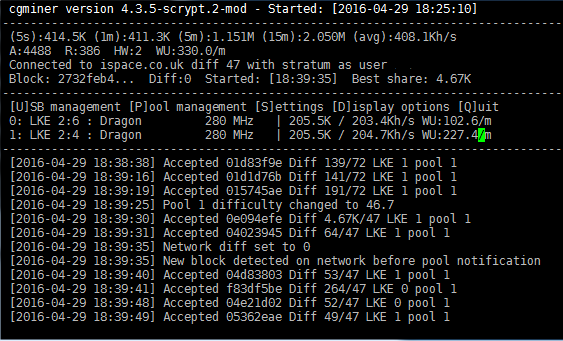 cgminer version 4.3.5-scrypt.2-mod - Started: [2016-04-29 18:25:10]
(5s):414.5K (1m):411.3K (5m):1.151M (15m):2.050M (avg):408.1Kh/s
A:4488 R:386 HW:2 WU:330.0/m
Connected to ispace.co.uk diff 47 with stratum as user
Block: 2732feb4... Diff:0 Started: [18:39:35] Best share: 4.67K
[U]SB management [P]ool management [S]ettings [D]isplay options [Q]uit
0: LKE 2:6 : Dragon 280 MHz | 205.5K / 203.4Kh/s WU:102.6/m
1: LKE 2:4 : Dragon 280 MHz | 205.5K / 204.7Kh/s WU:227.4/m
[2016-04-29 18:38:38] Accepted 01d83f9e Diff 139/72 LKE 1 pool 1
[2016-04-29 18:39:16] Accepted 01d1d76b Diff 141/72 LKE 1 pool 1
[2016-04-29 18:39:19] Accepted 015745ae Diff 191/72 LKE 1 pool 1
[2016-04-29 18:39:25] Pool 1 difficulty changed to 46.7
[2016-04-29 18:39:30] Accepted 0e094efe Diff 4.67K/47 LKE 1 pool 1
[2016-04-29 18:39:31] Accepted 04023945 Diff 64/47 LKE 1 pool 1
[2016-04-29 18:39:35] Network diff set to 0
[2016-04-29 18:39:35] New block detected on network before pool notification
[2016-04-29 18:39:40] Accepted 04d83803 Diff 53/47 LKE 1 pool 1
[2016-04-29 18:39:41] Accepted f83df5be Diff 264/47 LKE 0 pool 1
[2016-04-29 18:39:48] Accepted 04e21d02 Diff 52/47 LKE 0 pool 1
[2016-04-29 18:39:49] Accepted 05362eae Diff 49/47 LKE 1 pool 1